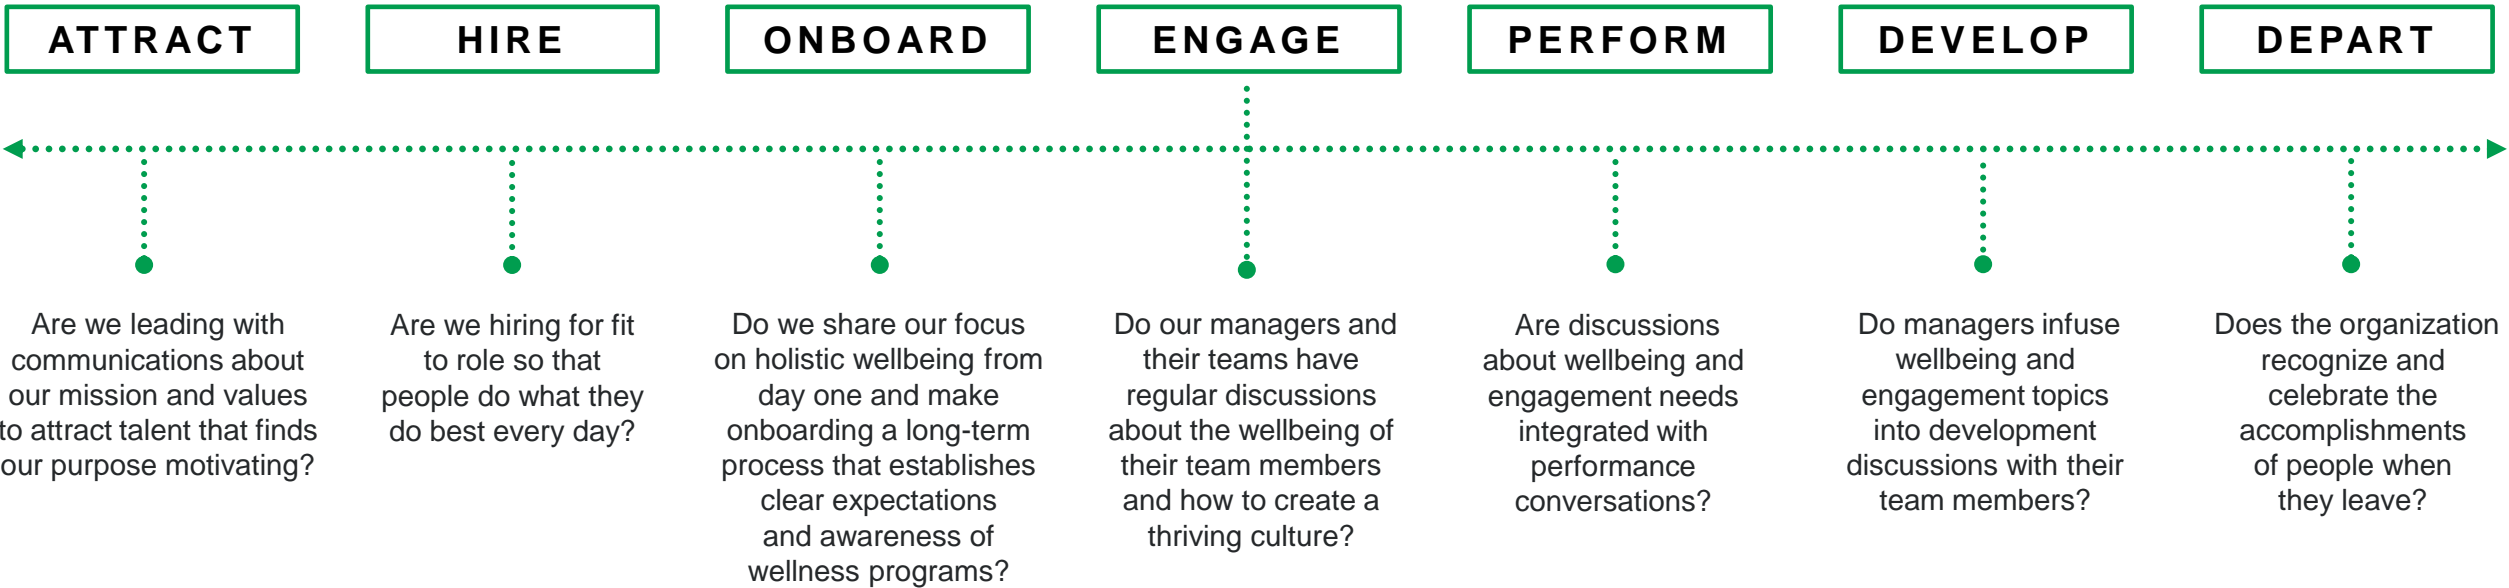 ATTRACT
HIRE
ONBOARD
ENGAGE
PERFORM
DEVELOP
DEPART
Are we leading with
communications about
our mission and values
to attract talent that finds
our purpose motivating?
Are we hiring for fit
to role so that
people do what they
do best every day?
Do we share our focus
on holistic wellbeing from
day one and make
onboarding a long-term
process that establishes
clear expectations
and awareness of
wellness programs?
Do our managers and
their teams have
regular discussions
about the wellbeing of
their team members
and how to create a
thriving culture?
Are discussions
about wellbeing and
engagement needs
integrated with
performance
conversations?
Do managers infuse
wellbeing and
engagement topics
into development
discussions with their
team members?
Does the organization
recognize and
celebrate the
accomplishments
of people when
they leave?